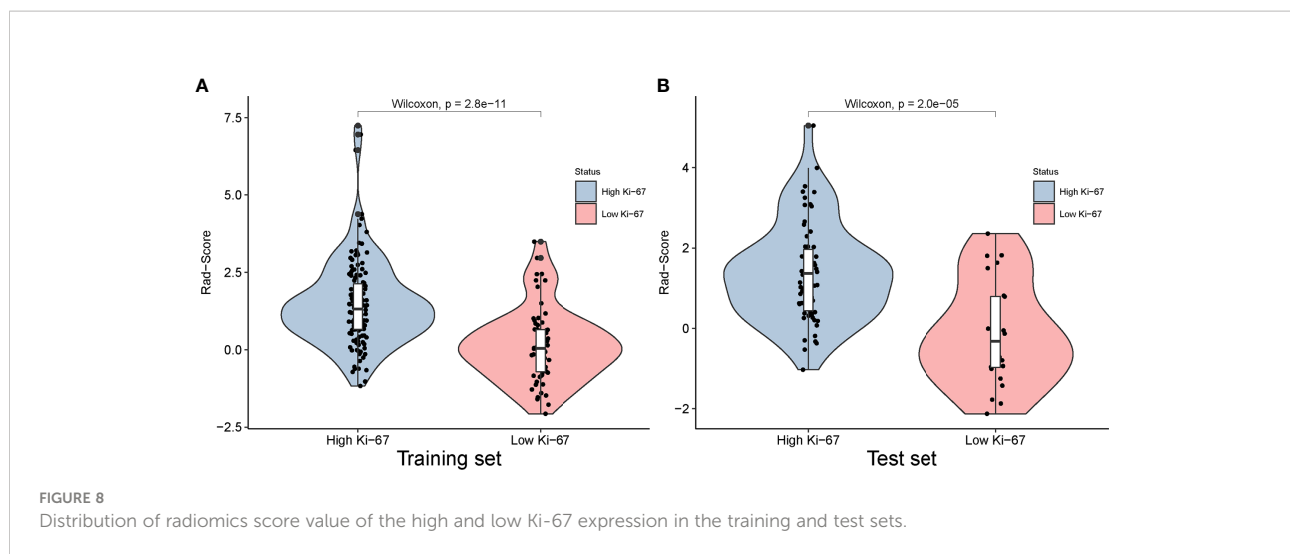 A
Wilcoxon, p = 2.8e−11
7.5
5.0
2.5
0.0
−2.5
Rad−Score
Status
High Ki−67
Low Ki−67
High Ki−67
Low Ki−67
Training set
B
Wilcoxon, p = 2.0e−05
4
2
0
−2
Rad−Score
Status
High Ki−67
Low Ki−67
High Ki−67
Low Ki−67
Test set
FIGURE 8
Distribution of radiomics score value of the high and low Ki-67 expression in the training and test sets.